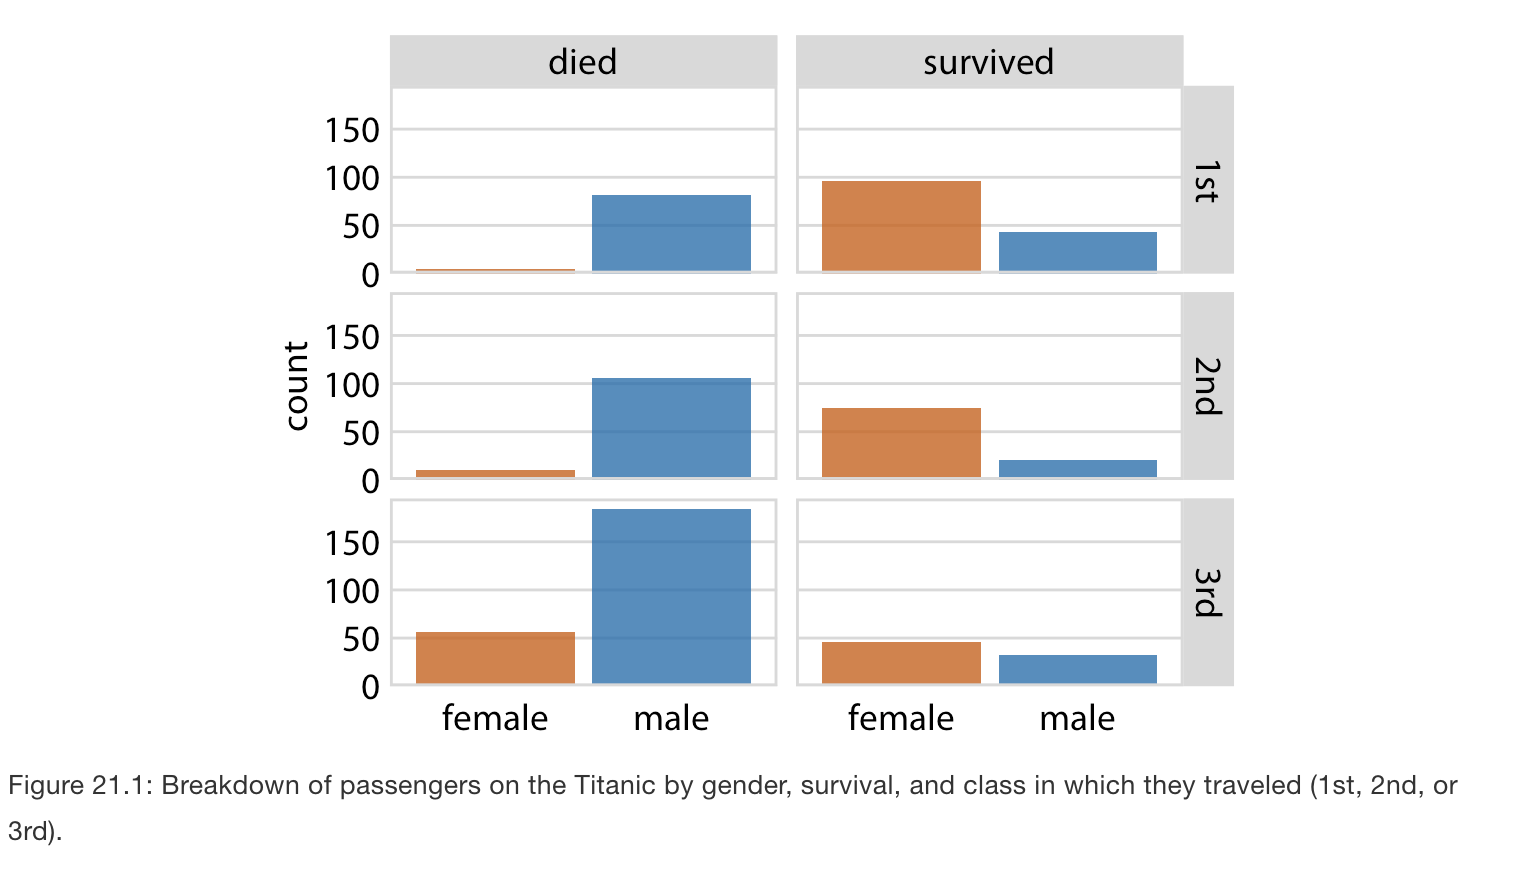 died
survived
150
100
50
0
1st
count
150
100
50
0
2nd
150
100
50
0
3rd
female
male
female
male
Figure 21.1: Breakdown of passengers on the Titanic by gender, survival, and class in which they traveled (1st, 2nd, or
3rd).